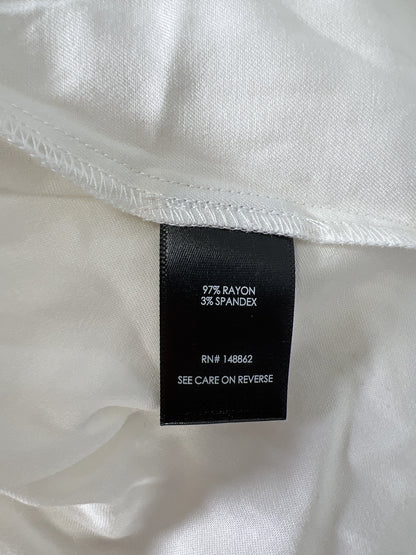 97% RAYON
3% SPANDEX
RN# 148862
SEE CARE ON REVERSE